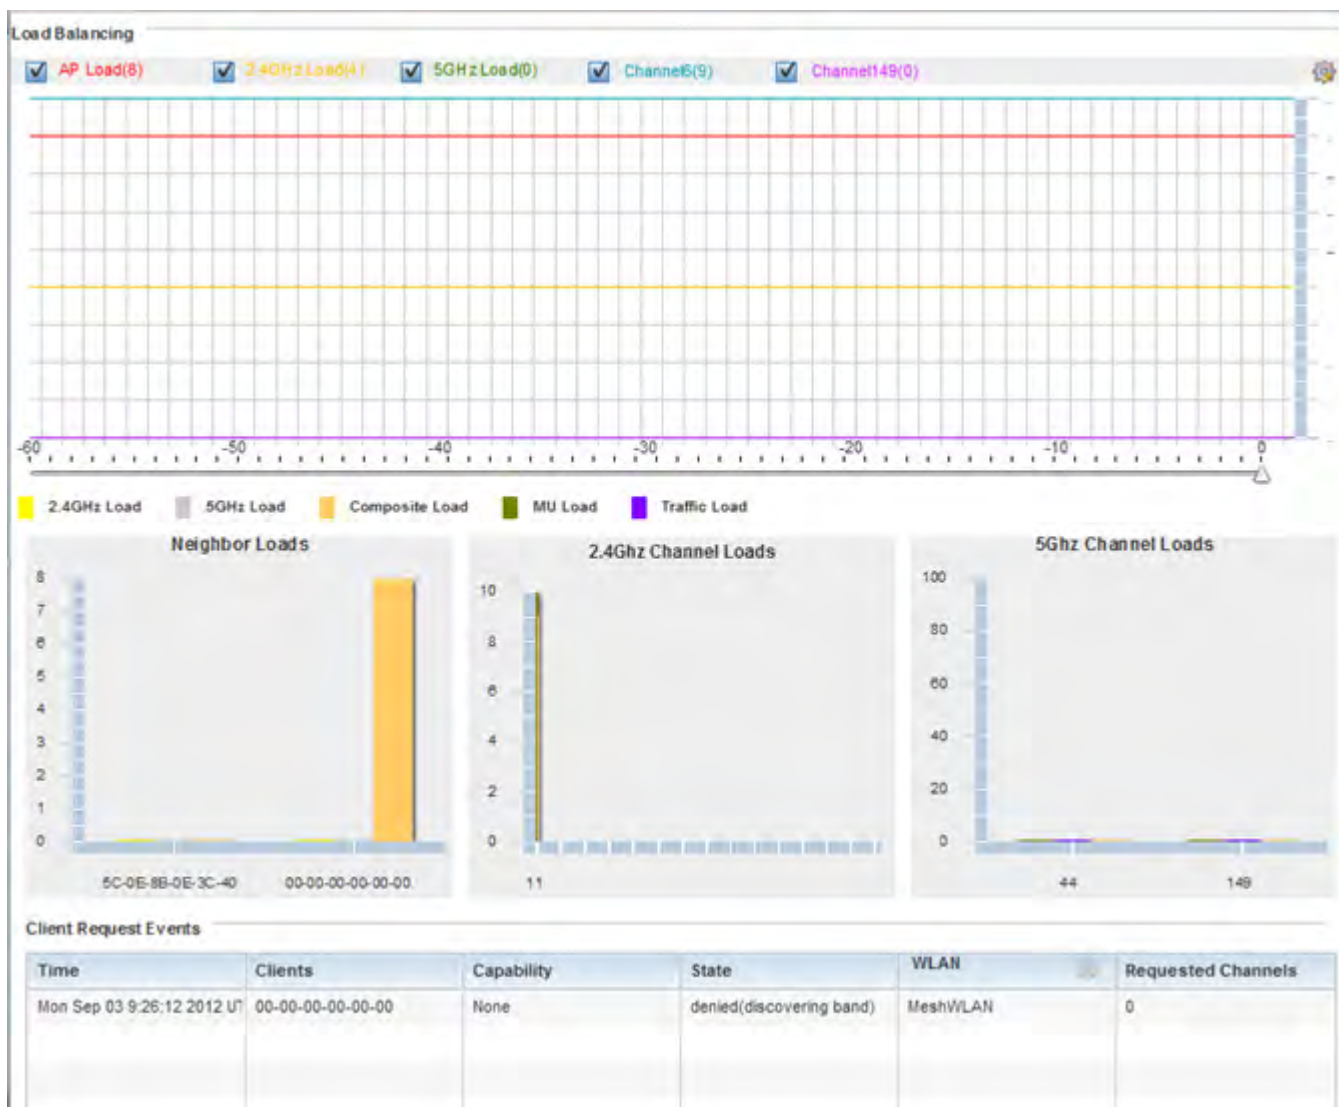 Load Balancing
AP Load(8) 2.4GHz Load(4) 5GHz Load(0) Channel6(9) Channel149(0)
-60 -50 -40 -30 -20 -10 0
2.4GHz Load 5GHz Load Composite Load MU Load Traffic Load
Neighbor Loads
8
7
6
5
4
3
2
1
0
5C-0E-8B-0E-3C-40 00-00-00-00-00-00
2.4Ghz Channel Loads
10
8
6
4
2
0
11
5Ghz Channel Loads
100
80
60
40
20
0
44 149
Client Request Events
Time Clients Capability State WLAN Requested Channels
Mon Sep 03 9:26:12 2012 UT 00-00-00-00-00-00 None denied(discovering band) MeshWLAN 0